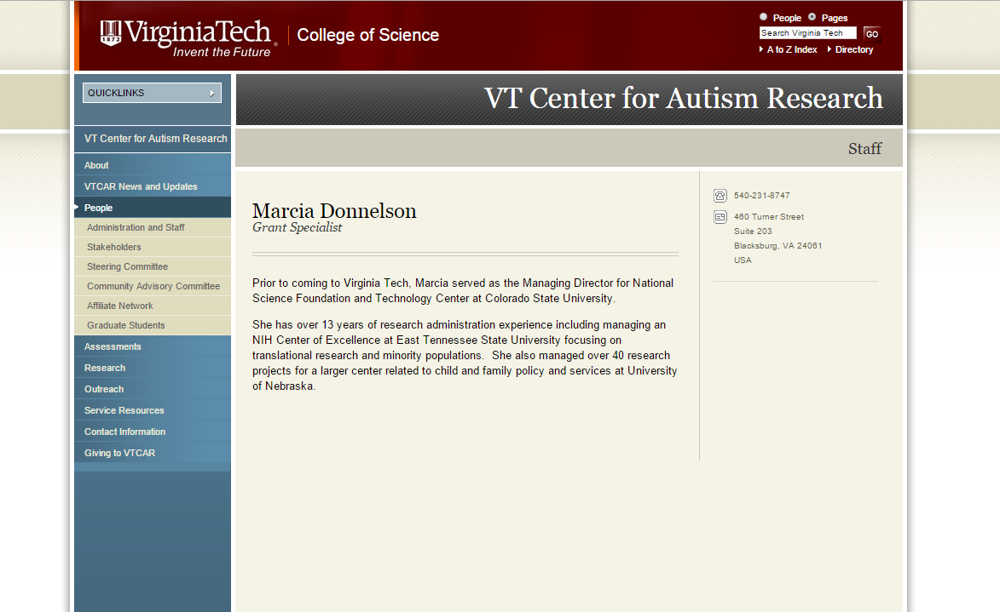 1872
VirginiaTech®
Invent the Future
College of Science
People Pages
Search Virginia Tech GO
A to Z Index Directory
QUICKLINKS
VT Center for Autism Research
About
VTCAR News and Updates
People
Administration and Staff
Stakeholders
Steering Committee
Community Advisory Committee
Affiliate Network
Graduate Students
Assessments
Research
Outreach
Service Resources
Contact Information
Giving to VTCAR
VT Center for Autism Research
Staff
Marcia Donnelson
Grant Specialist
Prior to coming to Virginia Tech, Marcia served as the Managing Director for National
Science Foundation and Technology Center at Colorado State University.
She has over 13 years of research administration experience including managing an
NIH Center of Excellence at East Tennessee State University focusing on
translational research and minority populations.  She also managed over 40 research
projects for a larger center related to child and family policy and services at University
of Nebraska.
540-231-8747
460 Turner Street
Suite 203
Blacksburg, VA 24061
USA